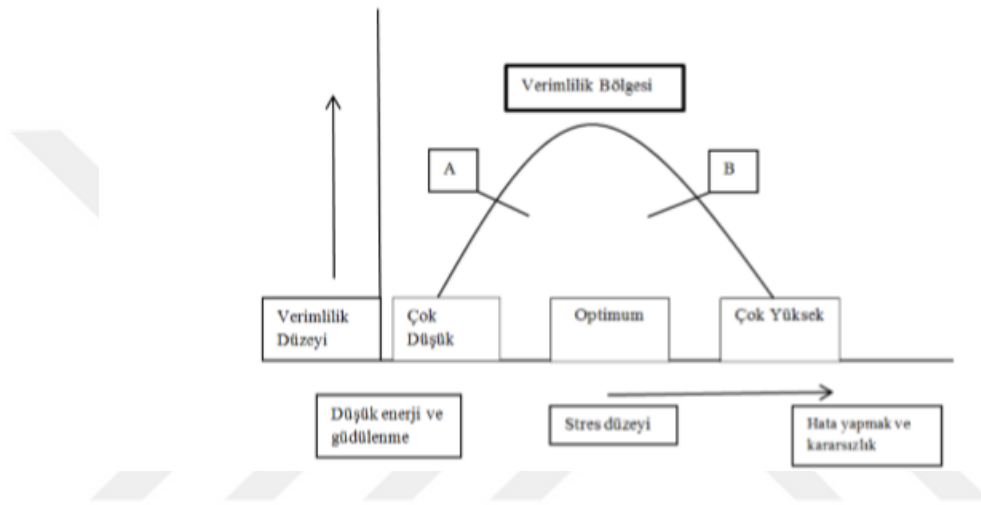 Verimlilik Bölgesi
A
B
Verimlilik
Düzeyi
Çok
Düşük
Optimum
Çok Yüksek
Düşük enerji ve
güdülenme
Stres düzeyi
Hata yapmak ve
kararsızlık